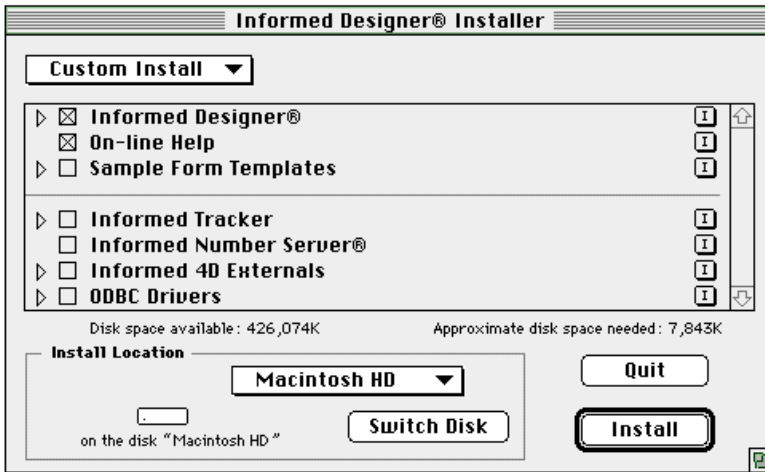 Informed Designer® Installer
Custom Install
Informed Designer®
On-line Help
Sample Form Templates
Informed Tracker
Informed Number Server®
Informed 4D Externals
ODBC Drivers
Disk space available: 426,074K Approximate disk space needed: 7,843K
Install Location
Macintosh HD
Quit
on the disk “Macintosh HD”
Switch Disk
Install